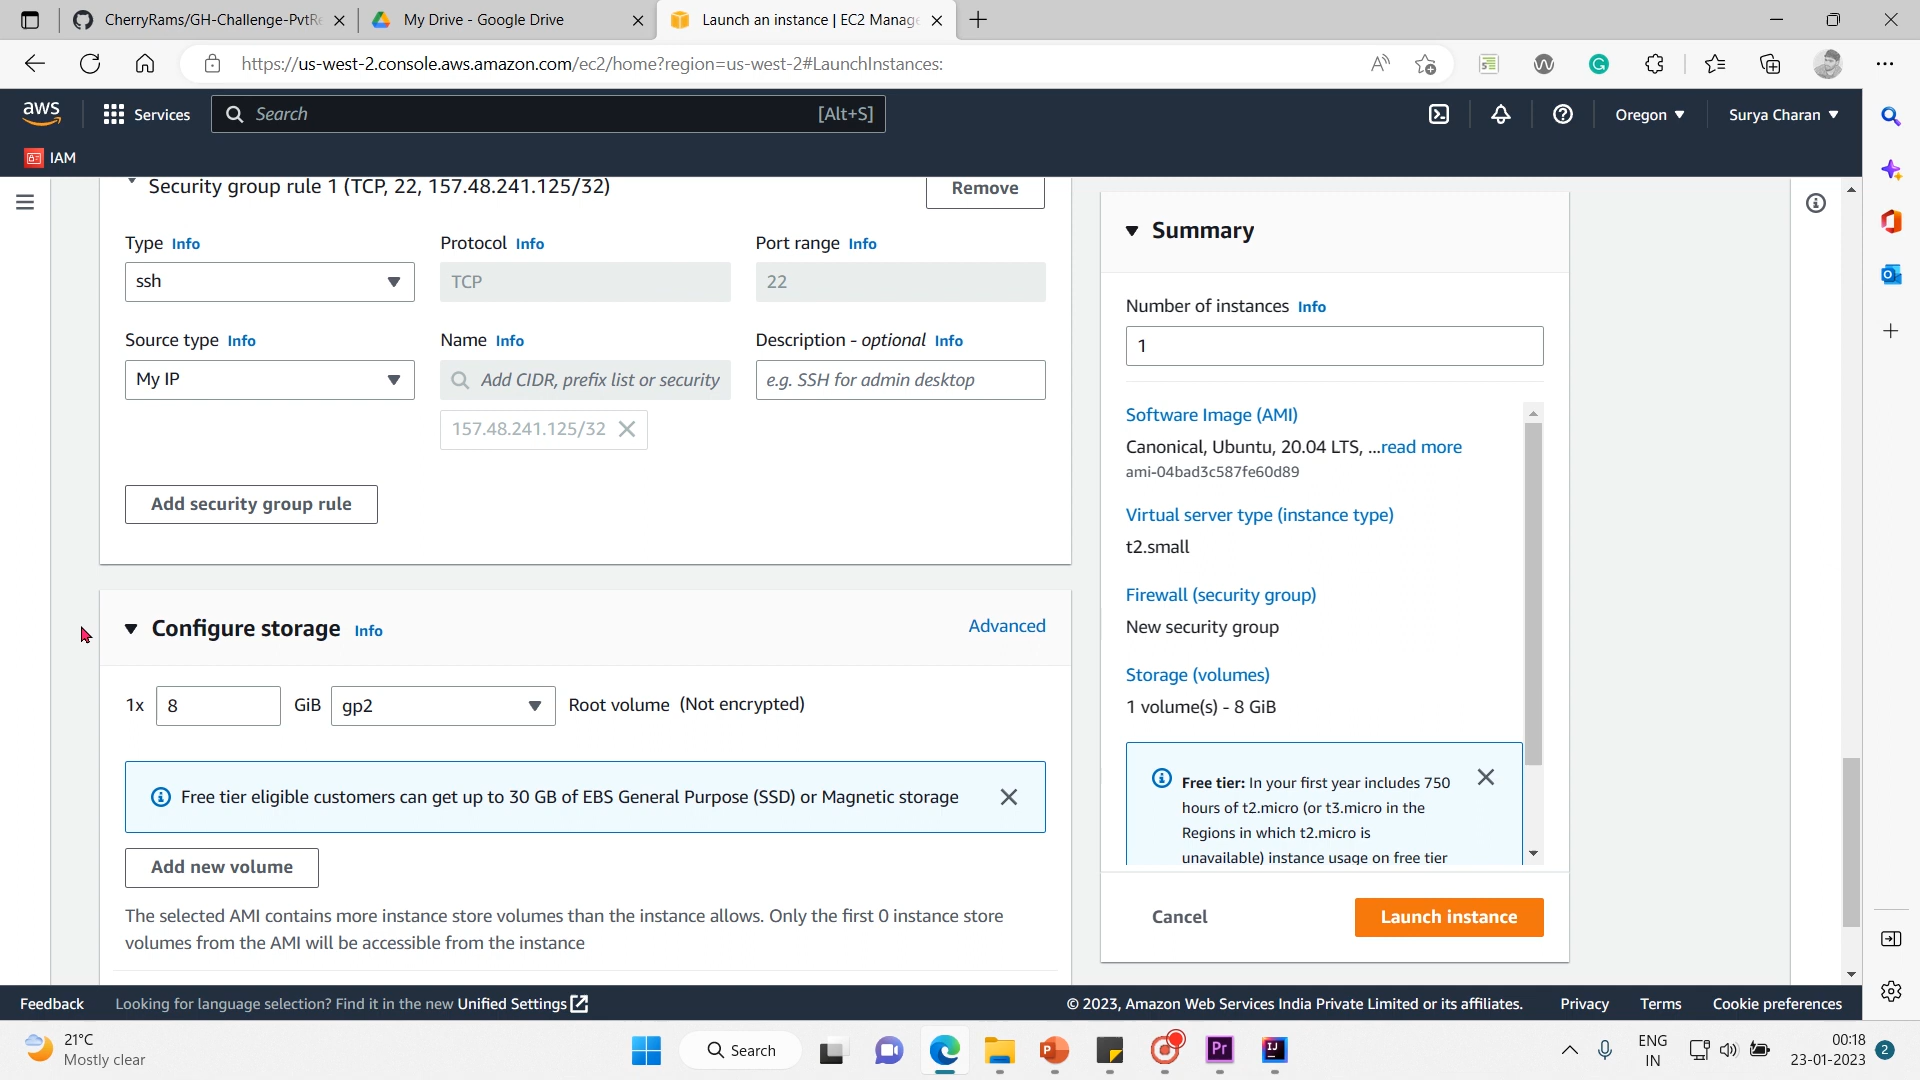 CherryRams/GH-Challenge-PvtRe
My Drive - Google Drive
Launch an instance | EC2 Manage
https://us-west-2.console.aws.amazon.com/ec2/home?region=us-west-2#LaunchInstances:
aws
Services
Search
[Alt+S]
Oregon
Surya Charan
IAM
Security group rule 1 (TCP, 22, 157.48.241.125/32)
Remove
Type Info
Protocol Info
Port range Info
ssh
TCP
22
Source type Info
Name Info
Description - optional Info
My IP
Add CIDR, prefix list or security
e.g. SSH for admin desktop
157.48.241.125/32
Add security group rule
Configure storage Info
Advanced
1x
8
GiB
gp2
Root volume (Not encrypted)
Free tier eligible customers can get up to 30 GB of EBS General Purpose (SSD) or Magnetic storage
Add new volume
The selected AMI contains more instance store volumes than the instance allows. Only the first 0 instance store
volumes from the AMI will be accessible from the instance
Summary
Number of instances Info
1
Software Image (AMI)
Canonical, Ubuntu, 20.04 LTS, ...read more
ami-04bad3c587fe60d89
Virtual server type (instance type)
t2.small
Firewall (security group)
New security group
Storage (volumes)
1 volume(s) - 8 GiB
Free tier: In your first year includes 750
hours of t2.micro (or t3.micro in the
Regions in which t2.micro is
unavailable) instance usage on free tier
Cancel
Launch instance
Feedback
Looking for language selection? Find it in the new Unified Settings
© 2023, Amazon Web Services India Private Limited or its affiliates.
Privacy
Terms
Cookie preferences
21°C
Mostly clear
Search
P
Pr
IJ
ENG
IN
00:18
23-01-2023
2